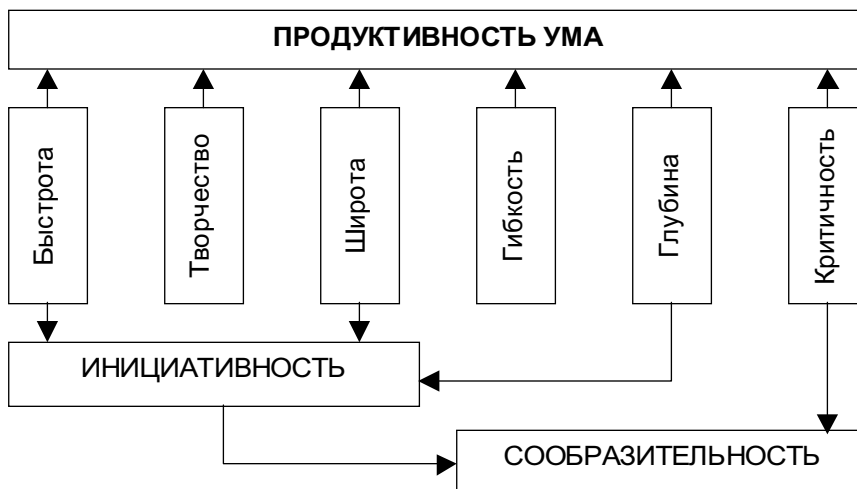 ПРОДУКТИВНОСТЬ УМА
Быстрота
Творчество
Широта
Гибкость
Глубина
Критичность
ИНИЦИАТИВНОСТЬ
СООБРАЗИТЕЛЬНОСТЬ